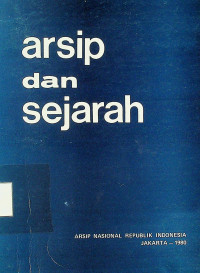 arsip
dan
sejarah
ARSIP NASIONAL REPUBLIK INDONESIA
JAKARTA – 1980